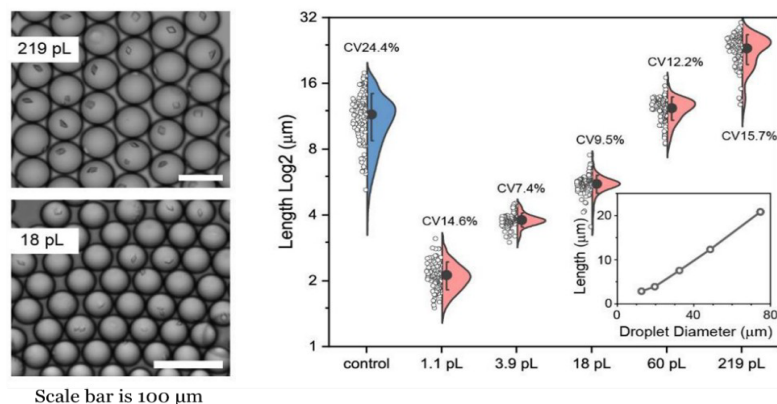 219 pL
18 pL
Scale bar is 100 µm
Length Log2 (µm)
32
16
8
4
2
1
CV24.4%
CV14.6%
CV7.4%
CV9.5%
CV12.2%
CV15.7%
control
1.1 pL
3.9 pL
18 pL
60 pL
219 pL
Length (µm)
20
10
0
0
40
80
Droplet Diameter (µm)